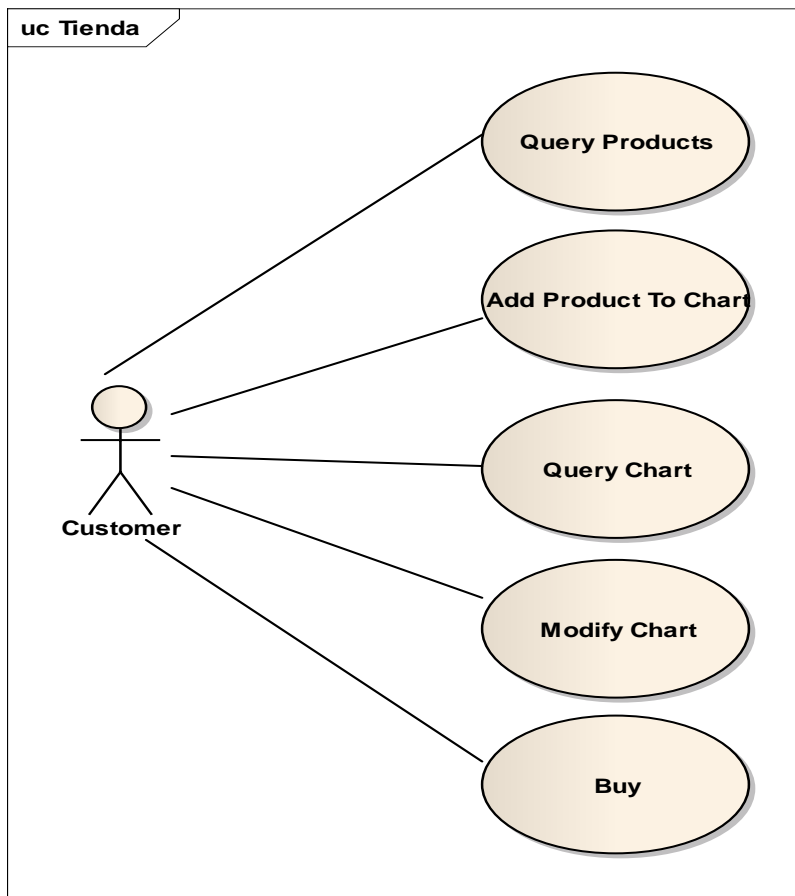 uc Tienda
Query Products
Add Product To Chart
Query Chart
Customer
Modify Chart
Buy